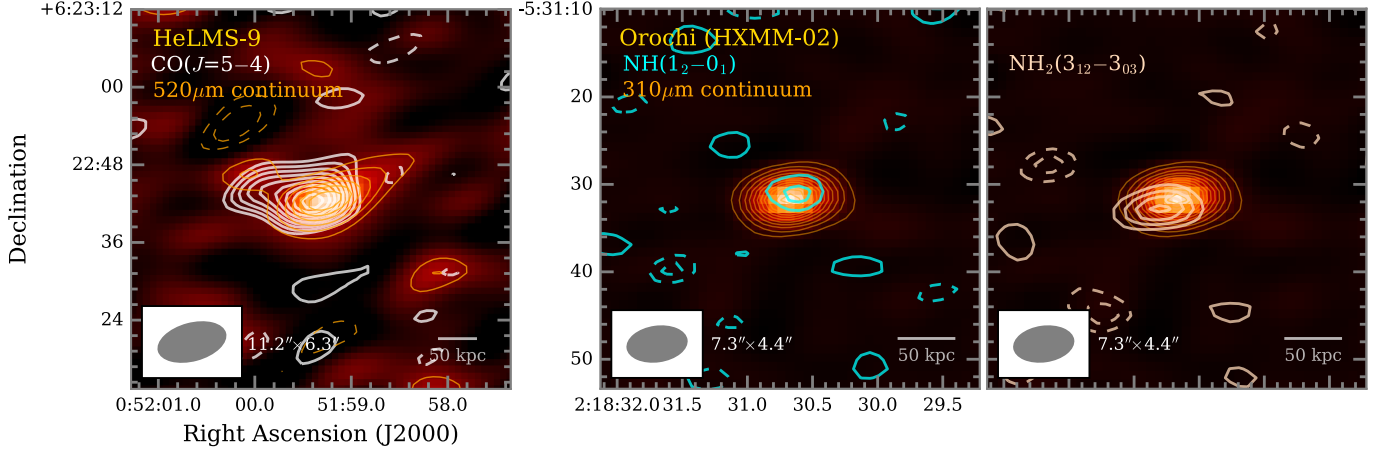 +6:23:12
00
22:48
36
24
Declination
HeLMS-9
CO(J=5−4)
520μm continuum
11.2″×6.3″
50 kpc
0:52:01.0 00.0 51:59.0 58.0
Right Ascension (J2000)
-5:31:10
20
30
40
50
Orochi (HXMM-02)
NH(1₂−0₁)
310μm continuum
7.3″×4.4″
50 kpc
2:18:32.0 31.5 31.0 30.5 30.0 29.5
NH₂(3₁₂−3₀₃)
7.3″×4.4″
50 kpc